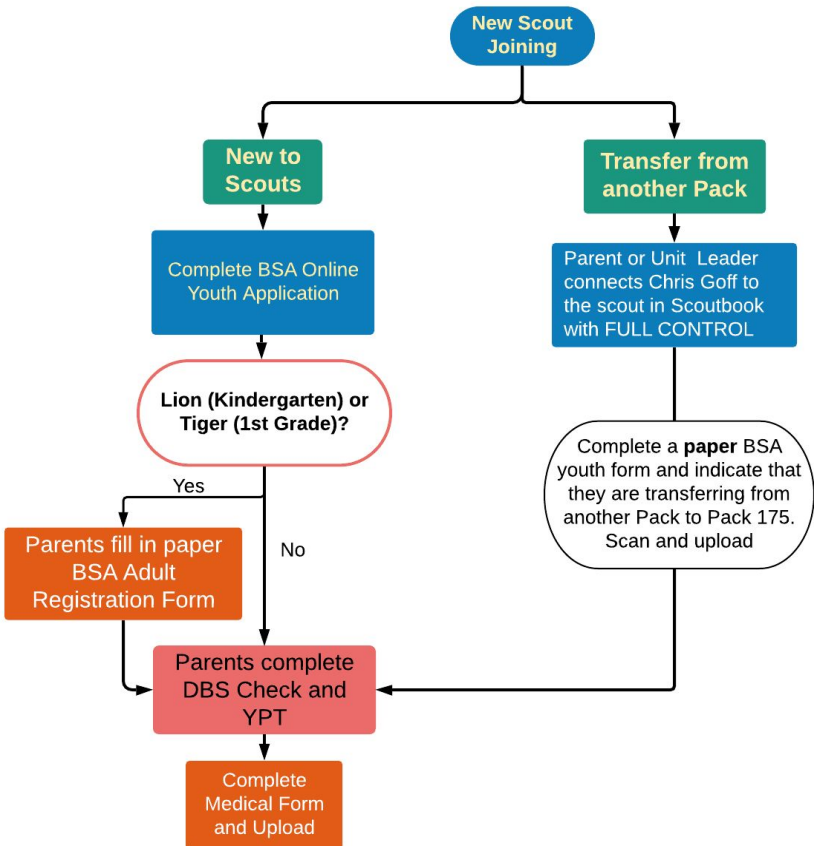 New Scout
Joining
New to
Scouts
Transfer from
another Pack
Complete BSA Online
Youth Application
Parent or Unit Leader
connects Chris Goff to
the scout in Scoutbook
with FULL CONTROL
Lion (Kindergarten) or
Tiger (1st Grade)?
Complete a paper BSA
youth form and indicate that
they are transferring from
another Pack to Pack 175.
Scan and upload
Yes
No
Parents fill in paper
BSA Adult
Registration Form
Parents complete
DBS Check and
YPT
Complete
Medical Form
and Upload